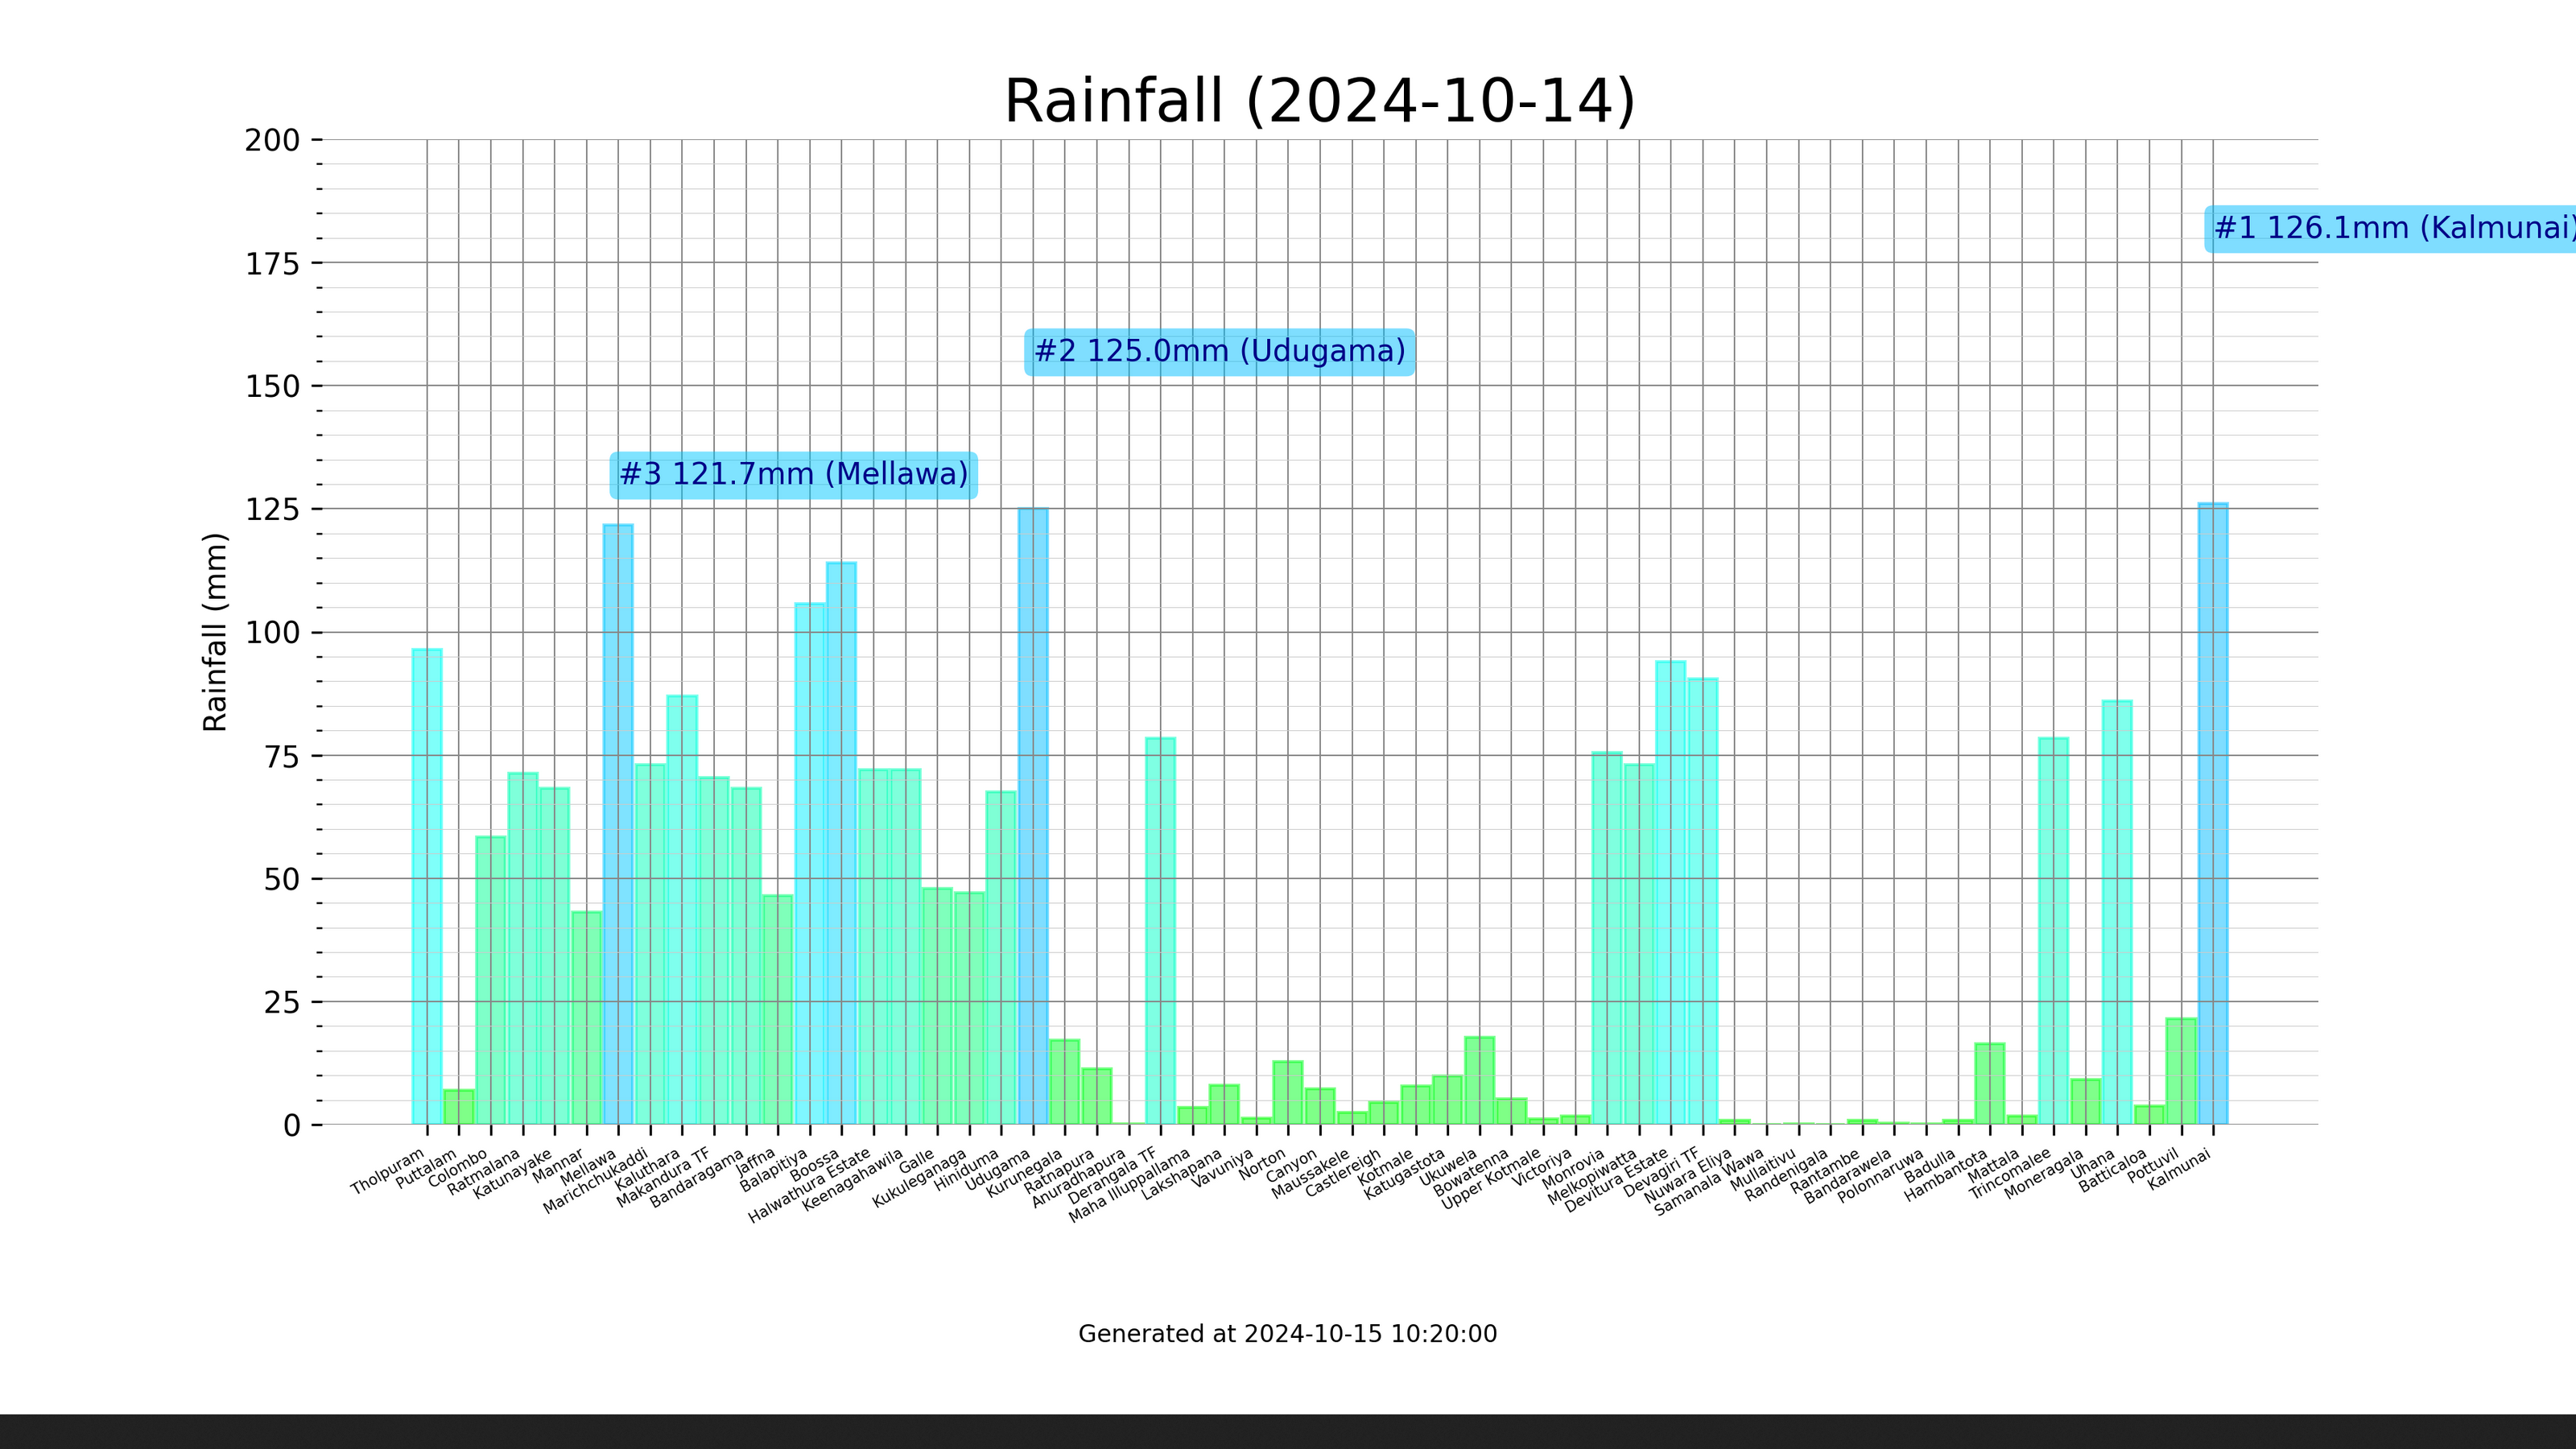 Rainfall (2024-10-14)
200
175
150
125
100
75
50
25
0
Rainfall (mm)
#1 126.1mm (Kalmunai)
#2 125.0mm (Udugama)
#3 121.7mm (Mellawa)
Tholpuram
Puttalam
Colombo
Ratmalana
Katunayake
Mannar
Mellawa
Marichchukaddi
Kaluthara
Makandura TF
Bandaragama
Jaffna
Balapitiya
Boossa
Halwathura Estate
Keenagahawila
Galle
Kukuleganaga
Hiniduma
Udugama
Kurunegala
Ratnapura
Anuradhapura
Derangala TF
Maha Illuppallama
Lakshapana
Vavuniya
Norton
Canyon
Maussakele
Castlereigh
Kotmale
Katugastota
Ukuwela
Bowatenna
Upper Kotmale
Victoriya
Monrovia
Melkopiwatta
Devitura Estate
Devagiri TF
Nuwara Eliya
Samanala Wawa
Mullaitivu
Randenigala
Rantambe
Bandarawela
Polonnaruwa
Badulla
Hambantota
Mattala
Trincomalee
Moneragala
Uhana
Batticaloa
Pottuvil
Kalmunai
Generated at 2024-10-15 10:20:00